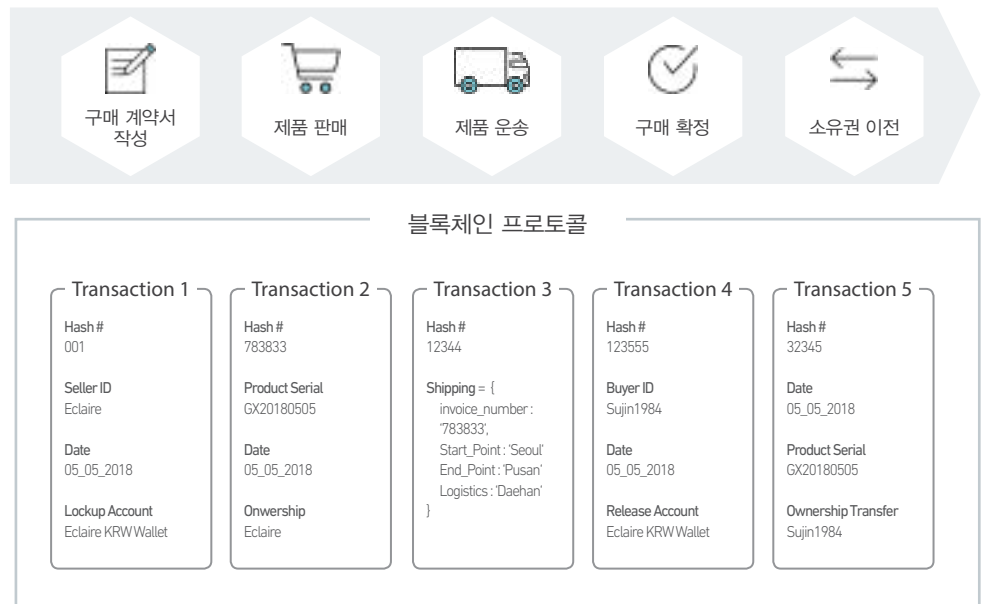 구매 계약서
작성
제품 판매
제품 운송
구매 확정
소유권 이전
블록체인 프로토콜
Transaction 1
Hash #
001
Seller ID
Eclaire
Date
05_05_2018
Lockup Account
Eclaire KRW Wallet
Transaction 2
Hash #
783833
Product Serial
GX20180505
Date
05_05_2018
Onwership
Eclaire
Transaction 3
Hash #
12344
Shipping = {
invoice_number :
'783833',
Start_Point : 'Seoul'
End_Point : 'Pusan'
Logistics : 'Daehan'
}
Transaction 4
Hash #
123555
Buyer ID
Sujin1984
Date
05_05_2018
Release Account
Eclaire KRW Wallet
Transaction 5
Hash #
32345
Date
05_05_2018
Product Serial
GX20180505
Ownership Transfer
Sujin1984